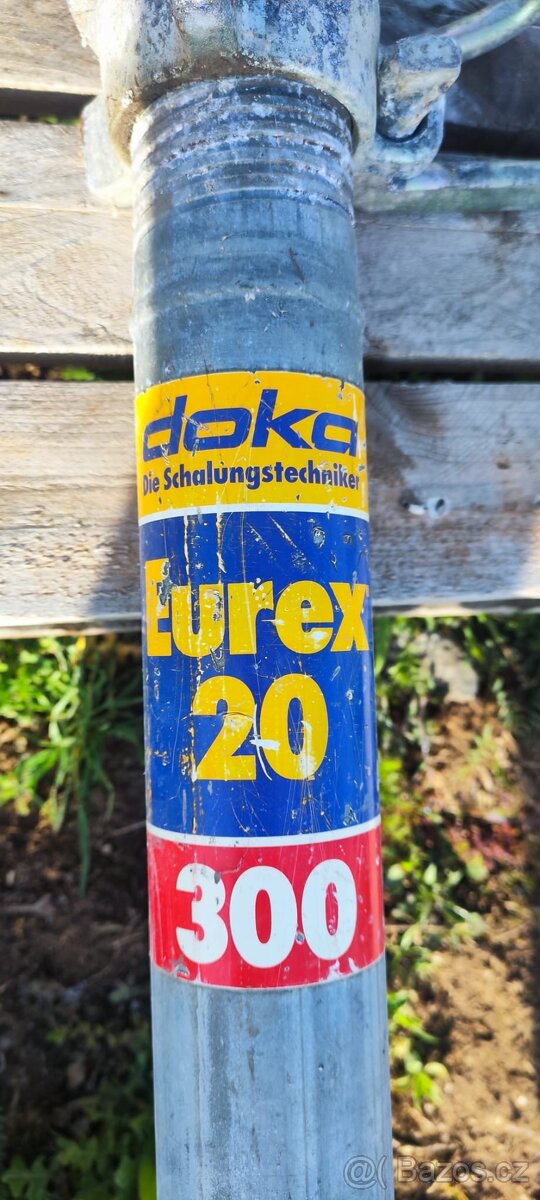 doka
Die Schalungstechniker
Eurex
20
300
@ Bazos.cz